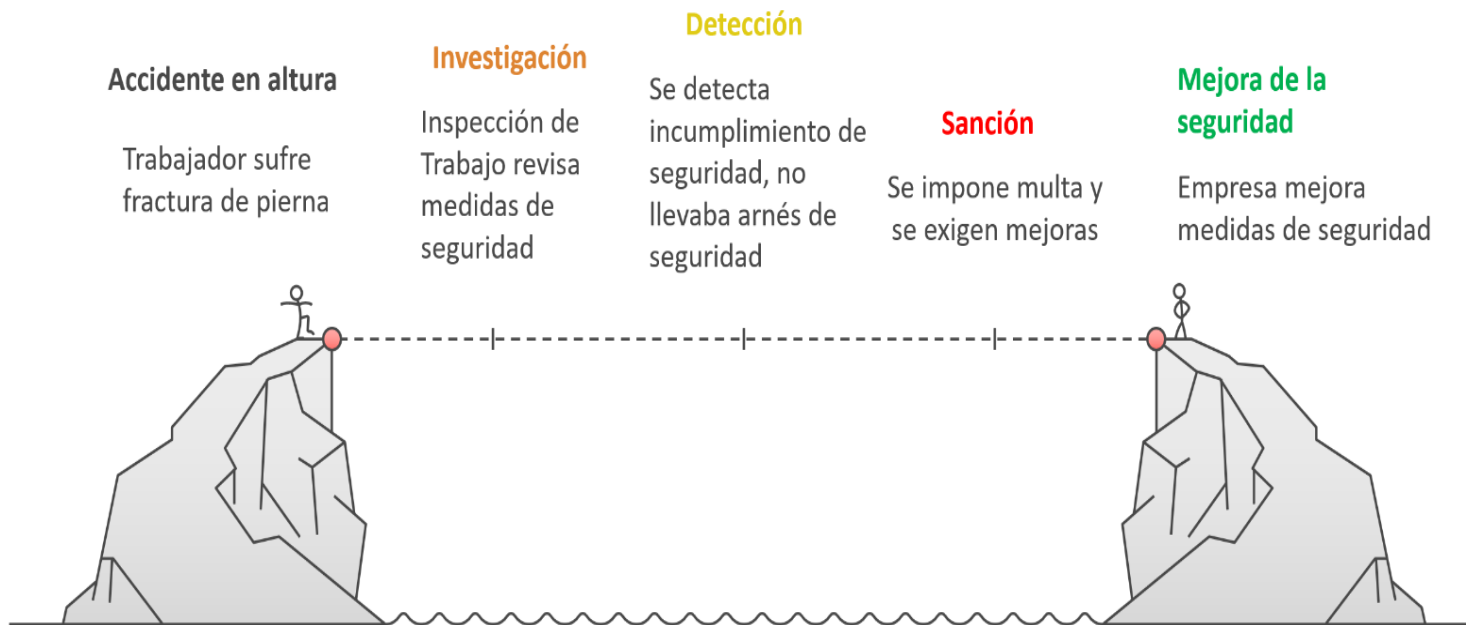 Accidente en altura
Trabajador sufre
fractura de pierna
Investigación
Inspección de
Trabajo revisa
medidas de
seguridad
Detección
Se detecta
incumplimiento de
seguridad, no
llevaba arnés de
seguridad
Sanción
Se impone multa y
se exigen mejoras
Mejora de la
seguridad
Empresa mejora
medidas de seguridad